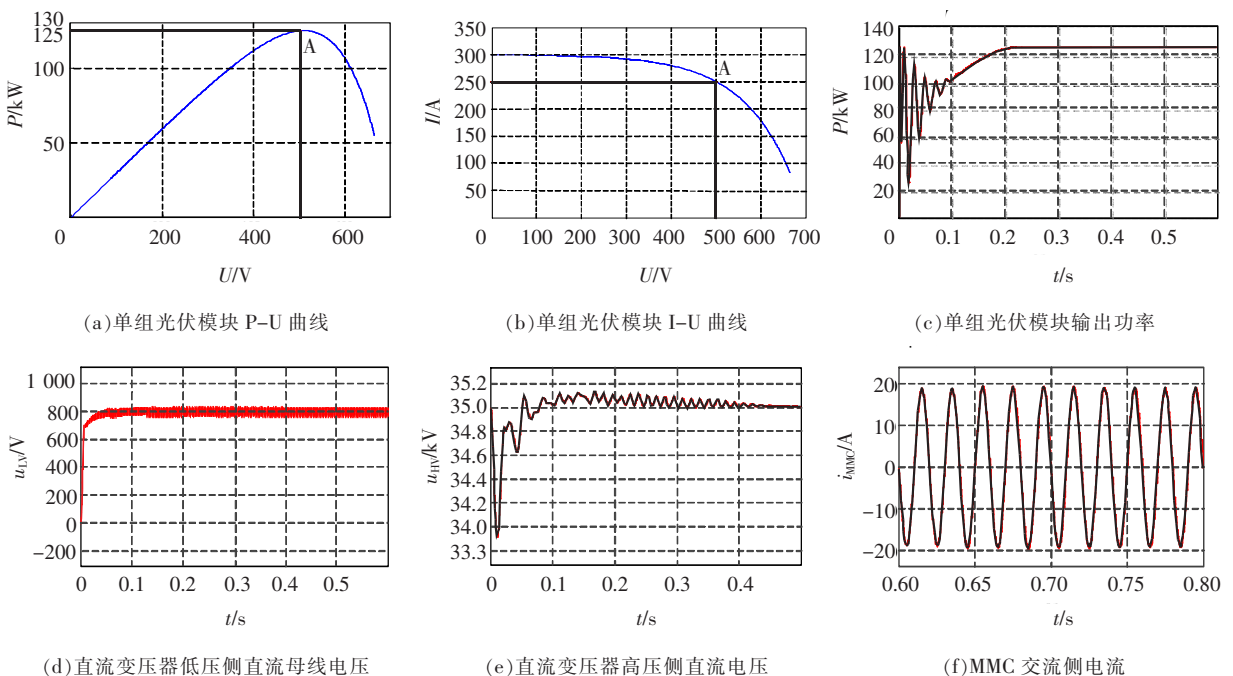 130
125
100
50
0
200
400
600
P/kW
A
U/V
(a)单组光伏模块 P-U 曲线
350
300
250
200
150
100
50
0
100 200 300 400 500 600 700
I/A
A
U/V
(b)单组光伏模块 I-U 曲线
140
120
100
80
60
40
20
0
0.1 0.2 0.3 0.4 0.5
P/kW
t/s
(c)单组光伏模块输出功率
1 000
800
600
400
200
0
-200
0 0.1 0.2 0.3 0.4 0.5
uLV/V
t/s
(d)直流变压器低压侧直流母线电压
35.2
35.0
34.8
34.6
34.4
34.2
34.0
33.3
0 0.1 0.2 0.3 0.4
uHV/kV
t/s
(e)直流变压器高压侧直流电压
20
10
0
-10
-20
0.60 0.65 0.70 0.75 0.80
iMMC/A
t/s
(f)MMC 交流侧电流